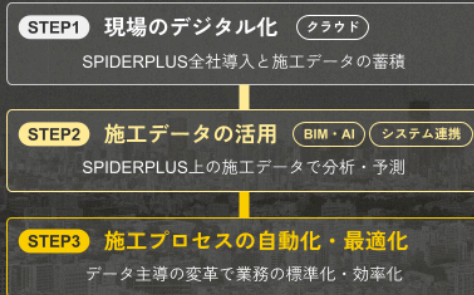 STEP1 現場のデジタル化 クラウド
SPIDERPLUS全社導入と施工データの蓄積
STEP2 施工データの活用 BIM・AI システム連携
SPIDERPLUS上の施工データで分析・予測
STEP3 施工プロセスの自動化・最適化
データ主導の変革で業務の標準化・効率化